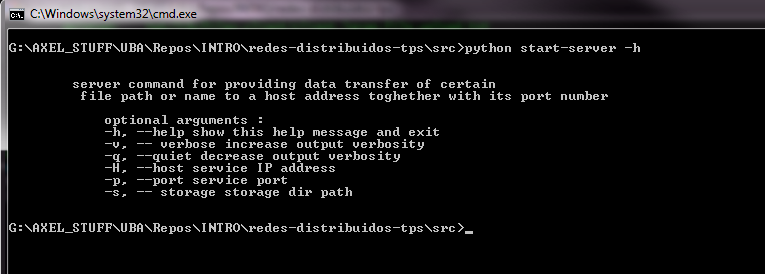 C:\Windows\system32\cmd.exe
G:\AXEL_STUFF\UBA\Repos\INTRO\redes-distribuidos-tps\src>python start-server -h
server command for providing data transfer of certain
file path or name to a host address toghether with its port number
optional arguments :
-h, --help show this help message and exit
-v, -- verbose increase output verbosity
-q, --quiet decrease output verbosity
-H, --host service IP address
-p, --port service port
-s, -- storage storage dir path
G:\AXEL_STUFF\UBA\Repos\INTRO\redes-distribuidos-tps\src>_